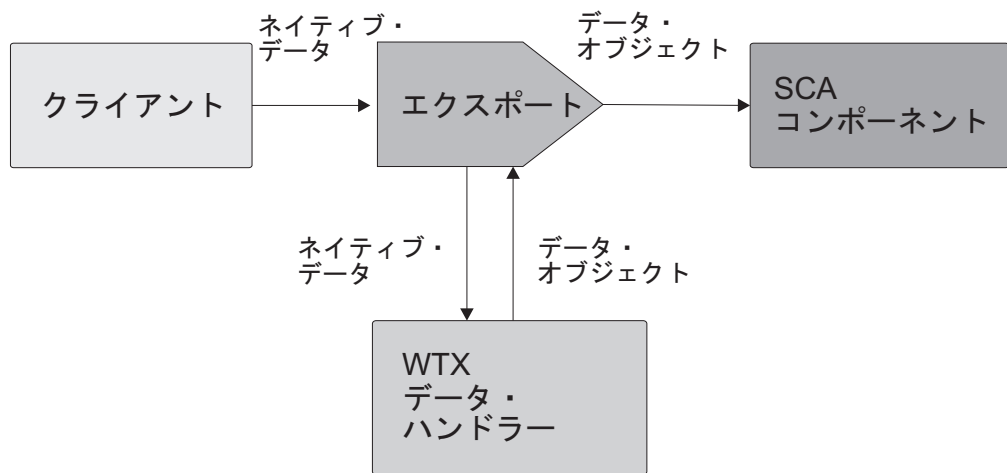 ネイティブ・
データ
データ・
オブジェクト
クライアント
エクスポート
SCA
コンポーネント
ネイティブ・
データ
データ・
オブジェクト
WTX
データ・
ハンドラー